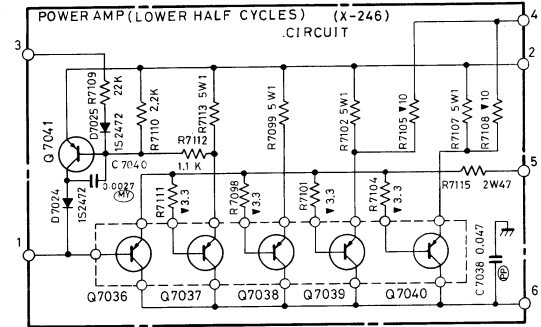 POWER AMP (LOWER HALF CYCLES) (X-246)
CIRCUIT
3
4
2
R7109
22K
D7025
1S2472
R7110 2.2K
R7113 5W1
R7099 5W1
R7102 5W1
R7105 ▼10
R7107 5W1
R7108 ▼10
Q7041
R7112
1.1 K
C7040
0.0027
MY
D7024
1S2472
R7111
▼3.3
R7098
▼3.3
R7101
▼3.3
R7104
▼3.3
R7115 2W47
5
1
C7038 0.047
PP
Q7036
Q7037
Q7038
Q7039
Q7040
6